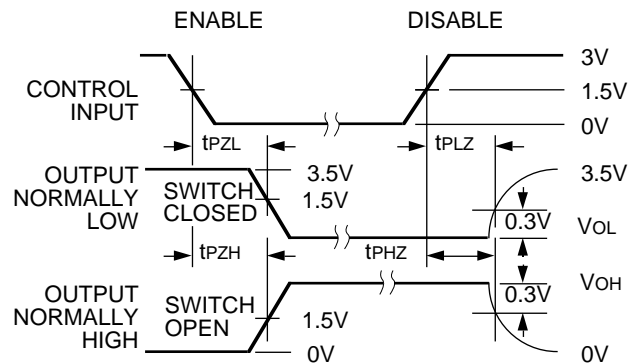 ENABLE DISABLE
3V
CONTROL
INPUT
1.5V
0V
tPZL tPLZ
OUTPUT
NORMALLY
LOW
SWITCH
CLOSED
3.5V
1.5V
3.5V
0.3V
VOL
tPZH tPHZ
OUTPUT
NORMALLY
HIGH
SWITCH
OPEN
1.5V
0V
0.3V
VOH
0V